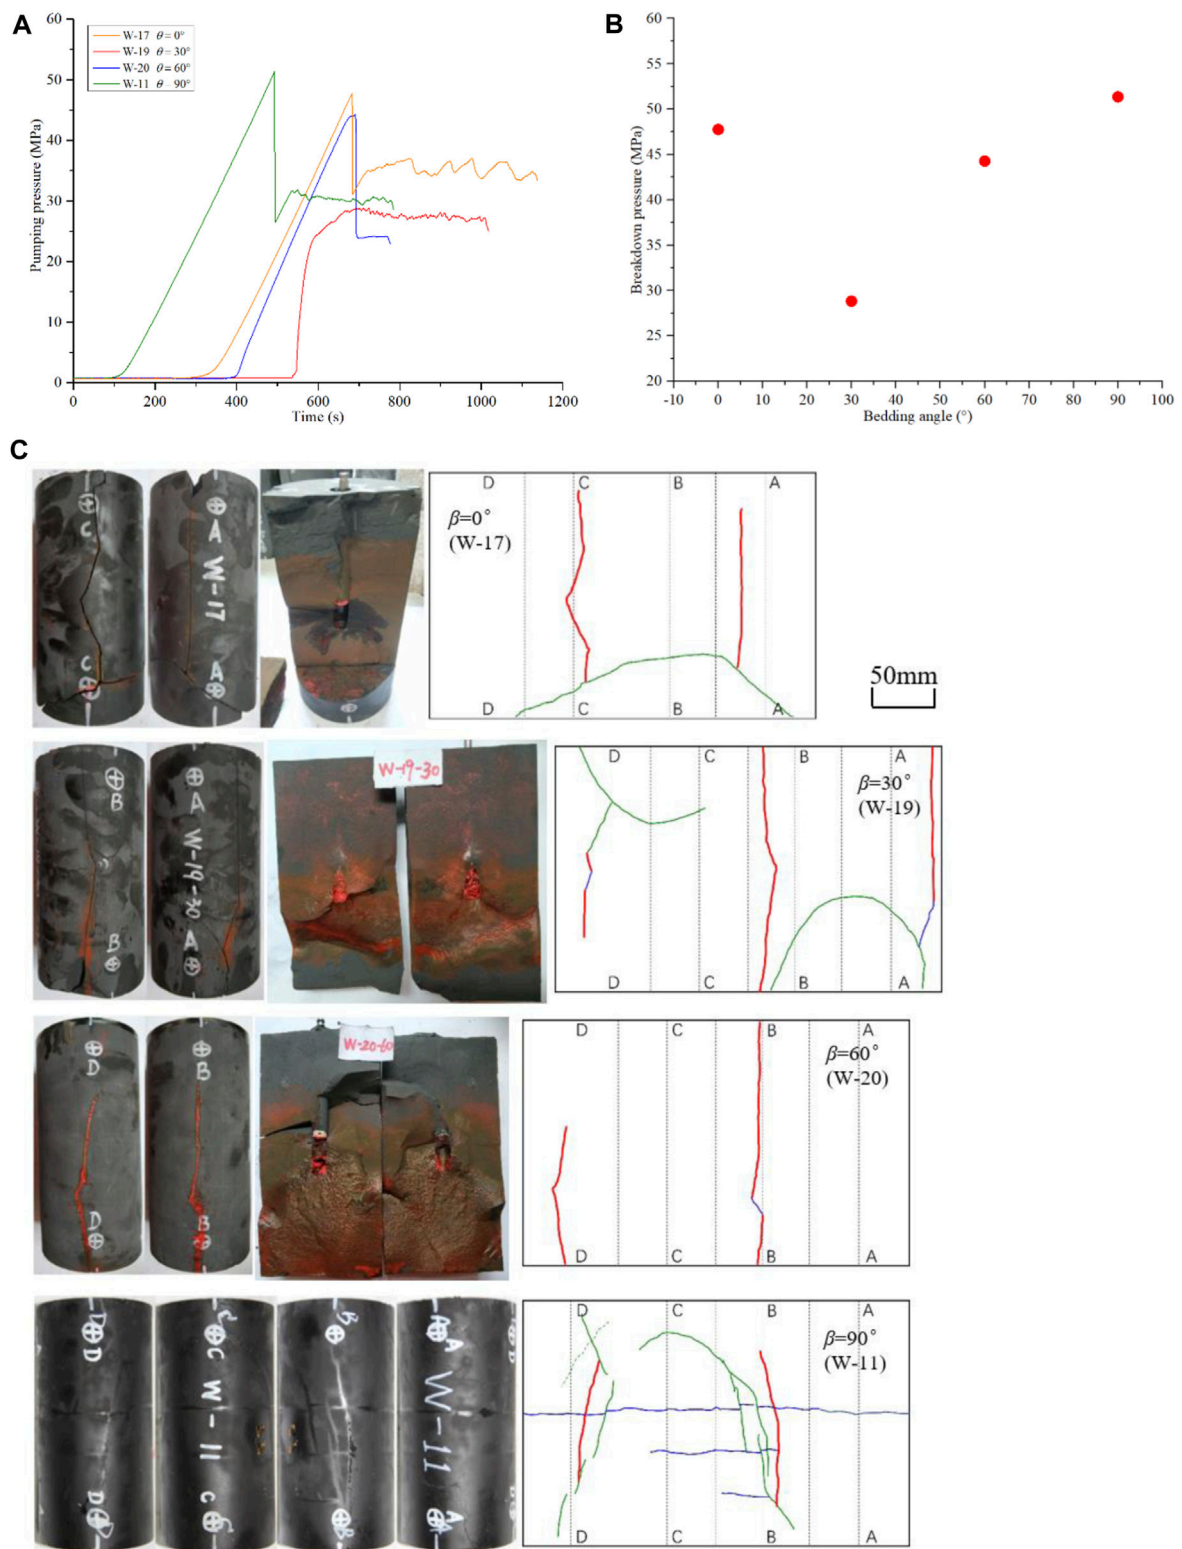 A
W-17 θ = 0°
W-19 θ = 30°
W-20 θ = 60°
W-11 θ – 90°
60
50
40
30
20
10
0
Pumping pressure (MPa)
0 200 400 600 800 1000 1200
Time (s)
B
60
55
50
45
40
35
30
25
20
Breakdown pressure (MPa)
-10 0 10 20 30 40 50 60 70 80 90 100
Bedding angle (°)
C
C
C
A
W-17
A
D C B A
β=0°
(W-17)
D C B A
50mm
B
B
A
W-19-30
A
W-19-30
D C B A
β=30°
(W-19)
D C B A
D
D
B
B
W-20-60
D C B A
β=60°
(W-20)
D C B A
D
D
C
W-11
C
B
B
A
W-11
A
D C B A
β=90°
(W-11)
D C B A